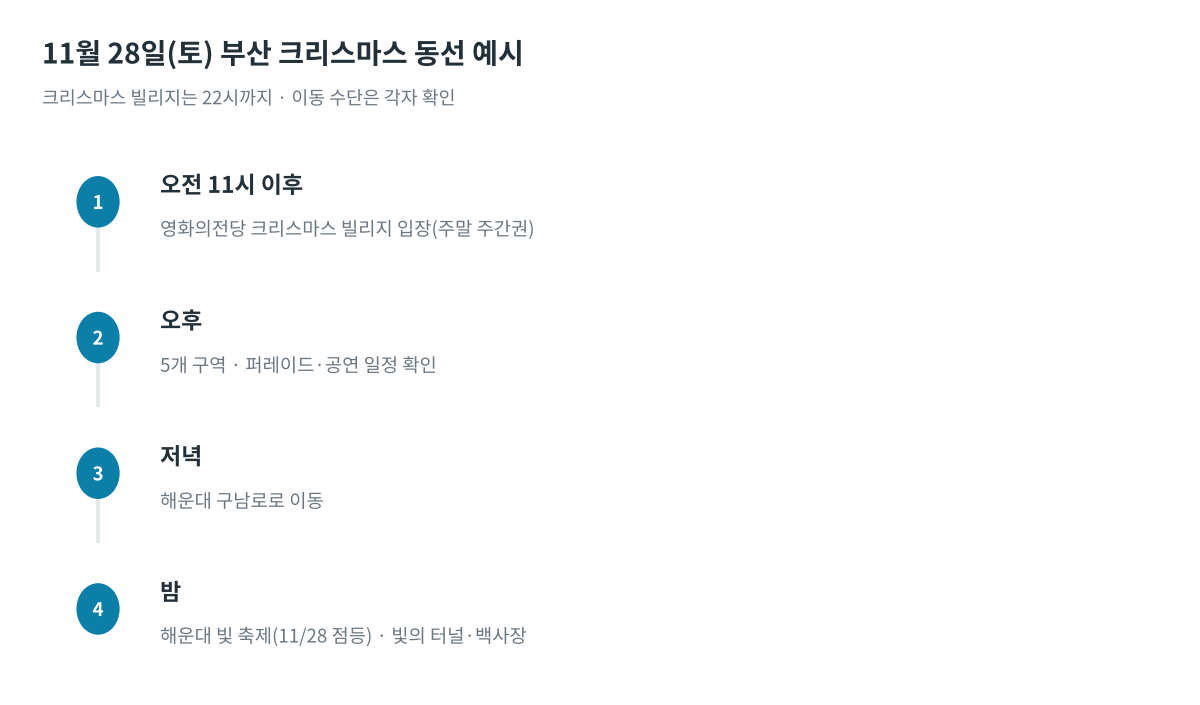 11월 28일(토) 부산 크리스마스 동선 예시
크리스마스 빌리지는 22시까지 · 이동 수단은 각자 확인
1
오전 11시 이후
영화의전당 크리스마스 빌리지 입장(주말 주간권)
2
오후
5개 구역 · 퍼레이드·공연 일정 확인
3
저녁
해운대 구남로로 이동
4
밤
해운대 빛 축제(11/28 점등) · 빛의 터널·백사장